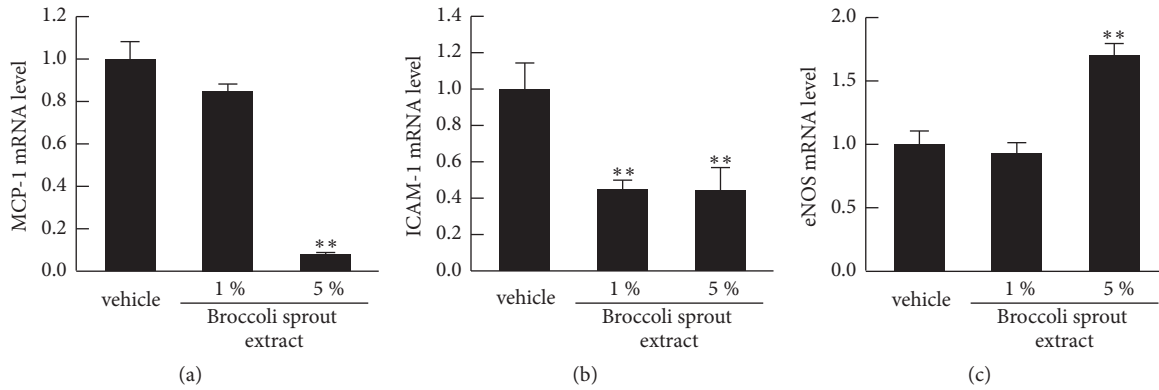 MCP-1 mRNA level
1.2
1.0
0.8
0.6
0.4
0.2
0.0
**
vehicle
1 %
5 %
Broccoli sprout
extract
(a)
ICAM-1 mRNA level
1.4
1.2
1.0
0.8
0.6
0.4
0.2
0.0
**
**
vehicle
1 %
5 %
Broccoli sprout
extract
(b)
eNOS mRNA level
2.0
1.5
1.0
0.5
0.0
**
vehicle
1 %
5 %
Broccoli sprout
extract
(c)